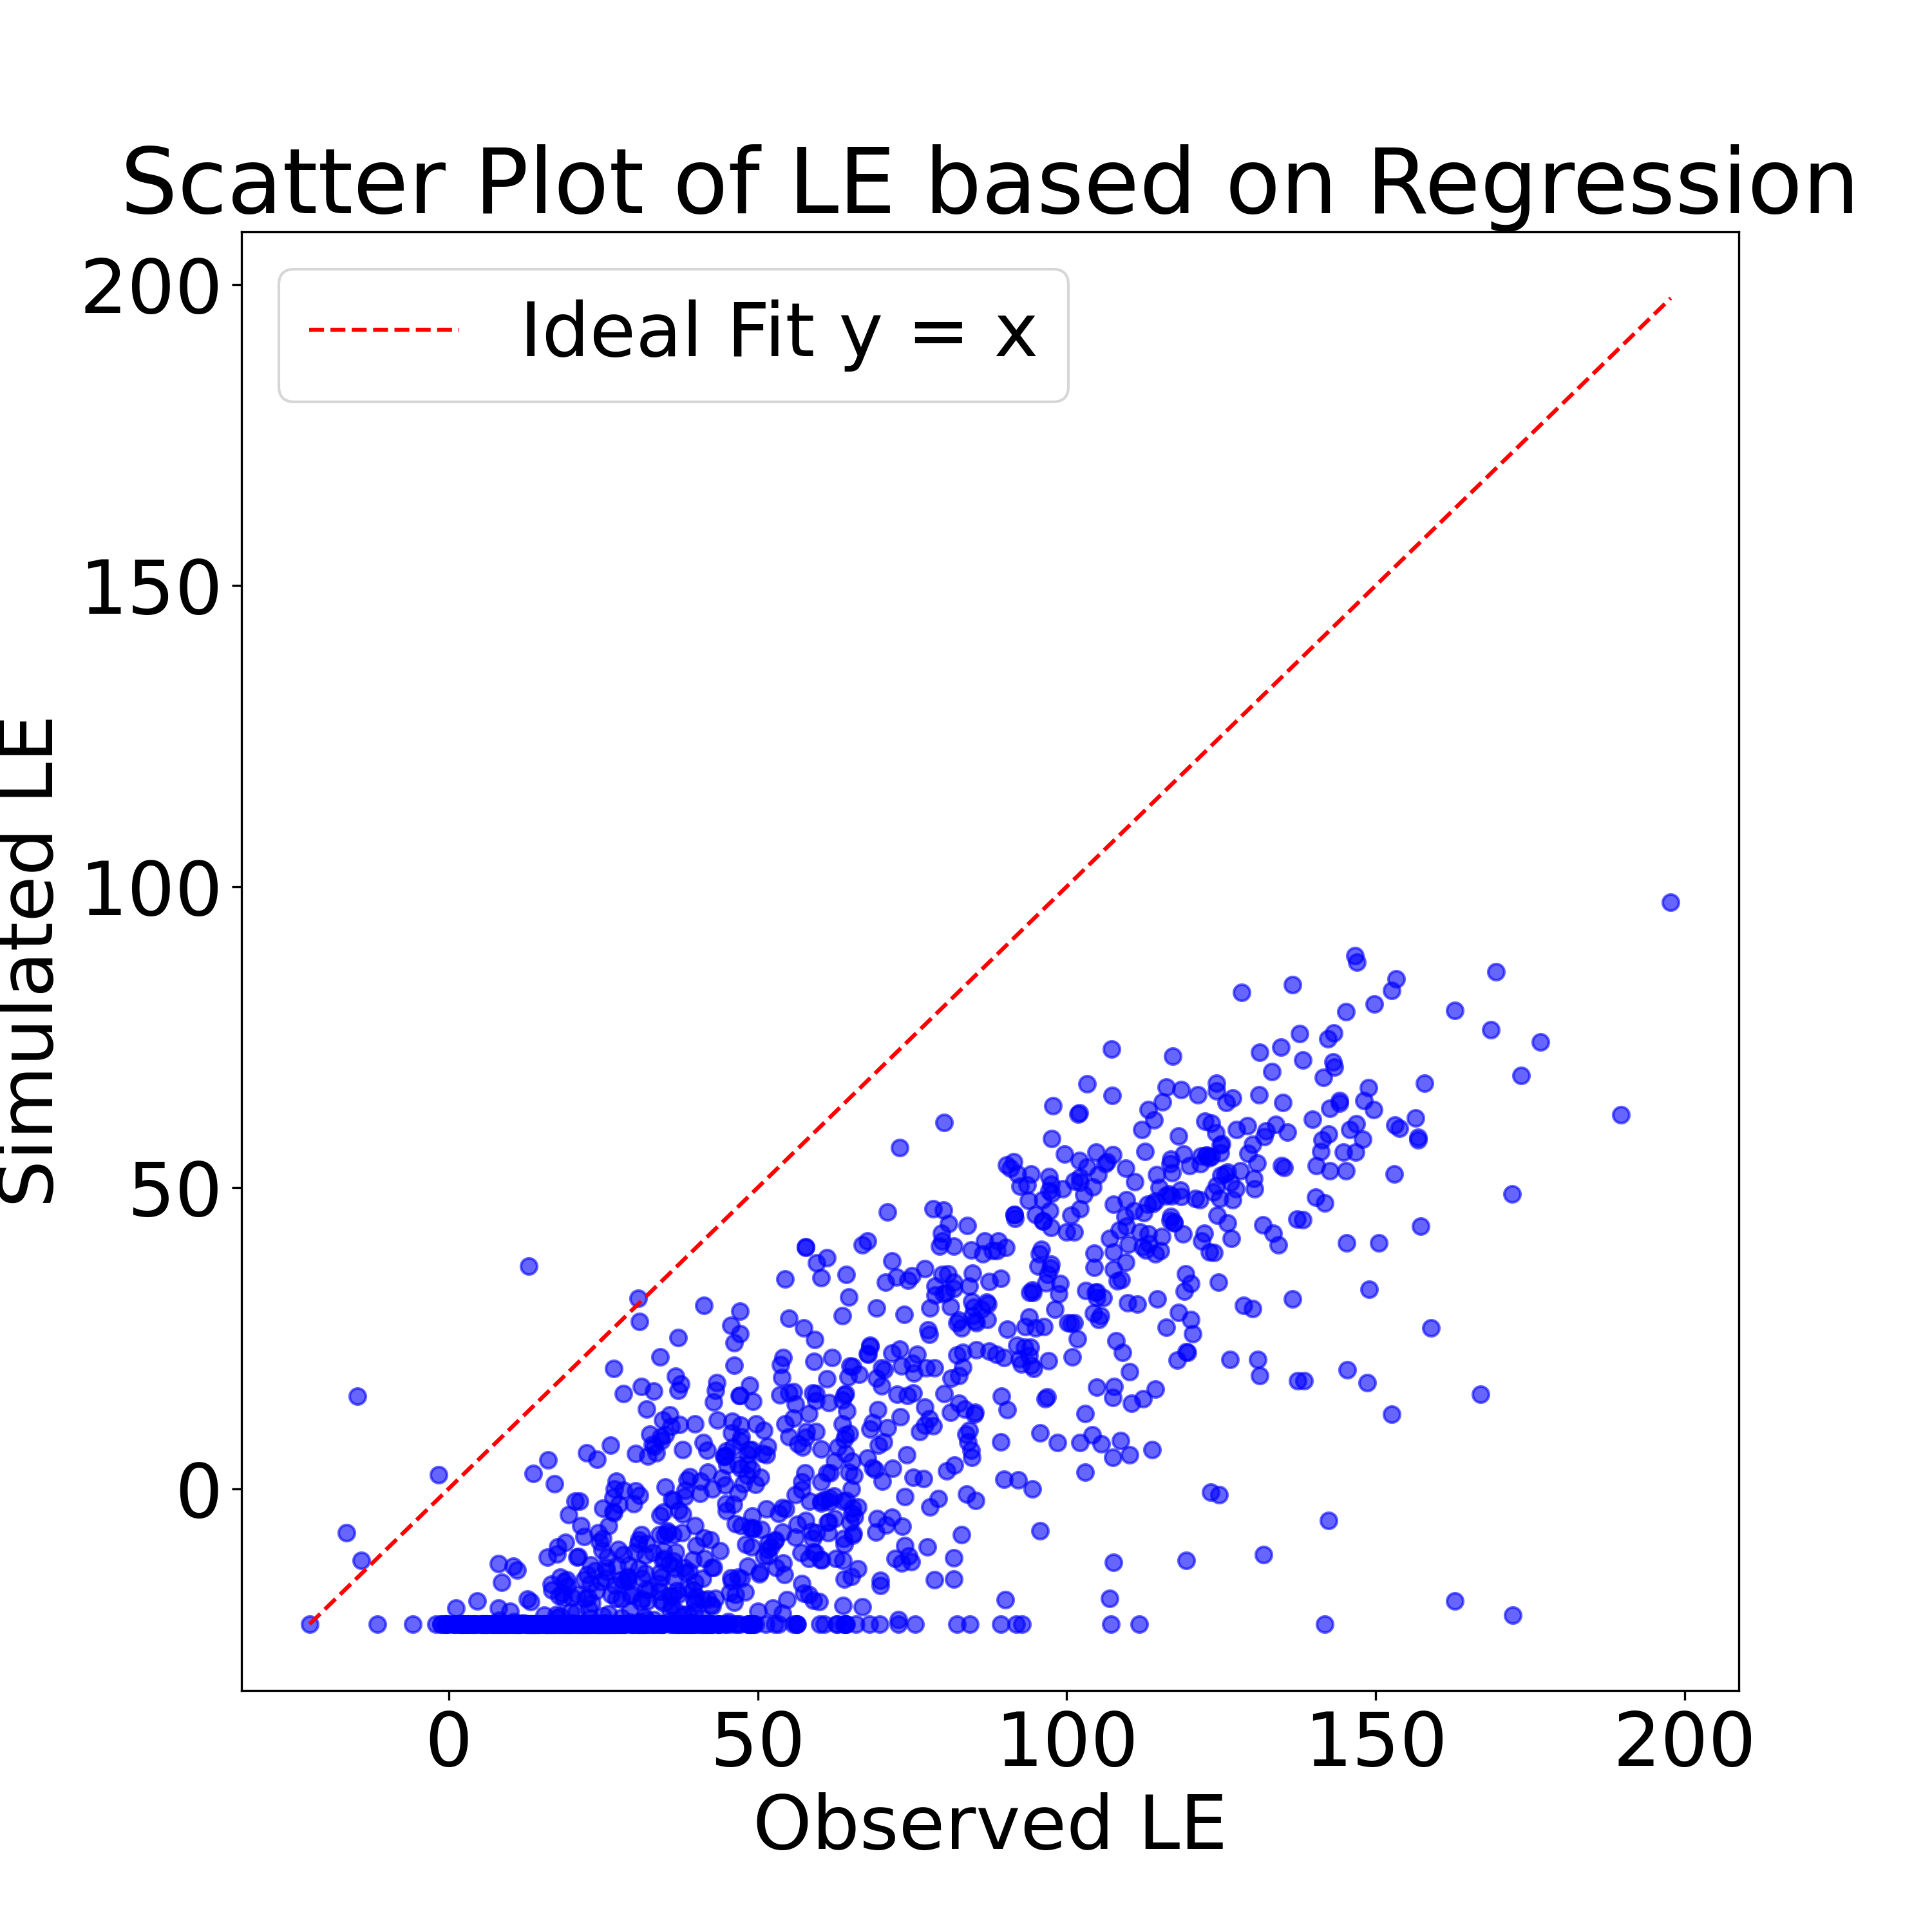 Scatter Plot of LE based on Regression
Ideal Fit y = x
200
150
100
50
0
Simulated LE
0 50 100 150 200
Observed LE